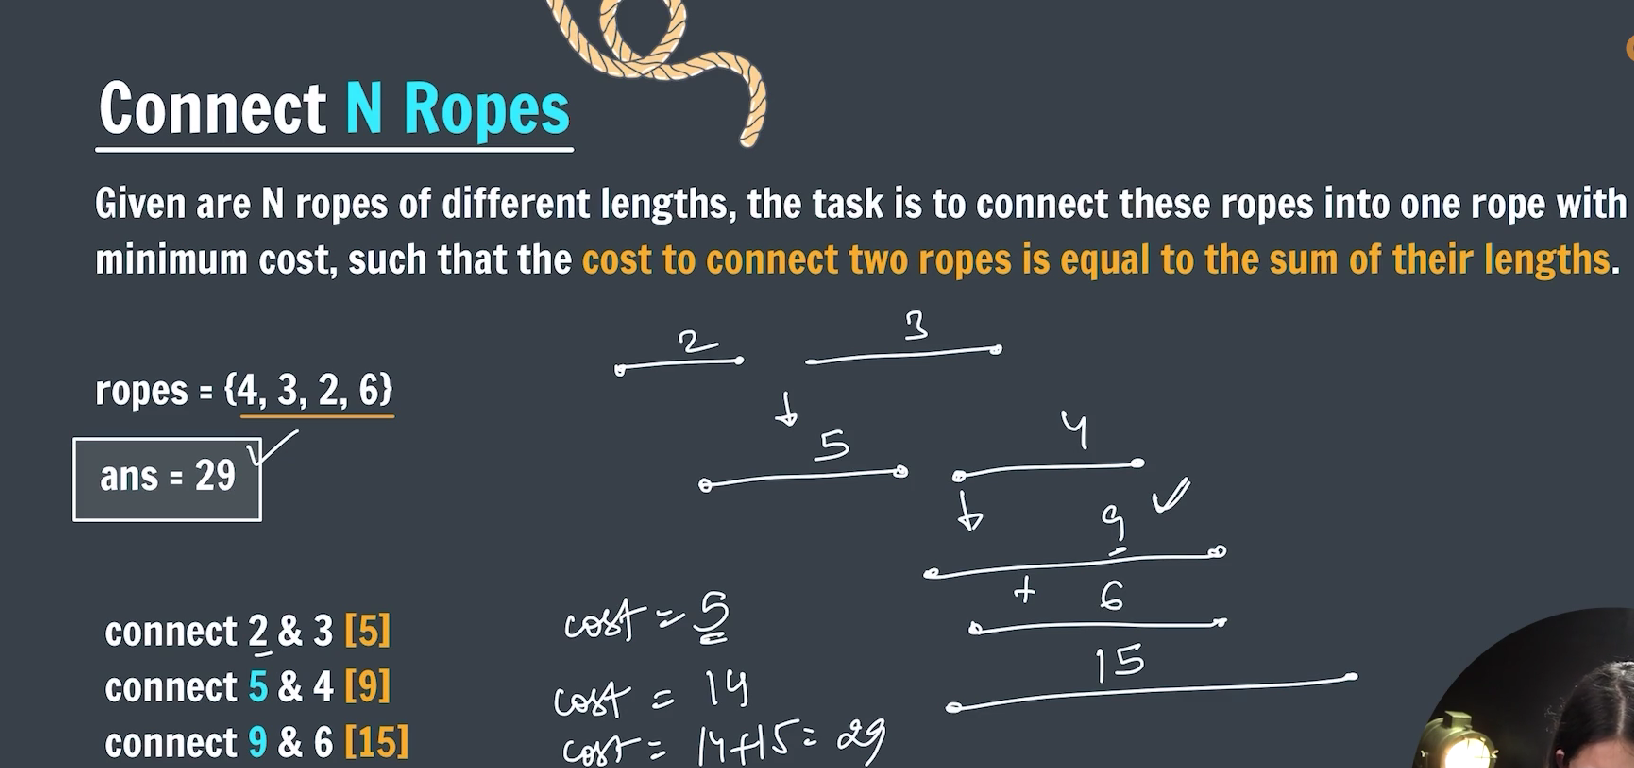 Connect N Ropes
Given are N ropes of different lengths, the task is to connect these ropes into one rope with
minimum cost, such that the cost to connect two ropes is equal to the sum of their lengths.
ropes = {4, 3, 2, 6}
ans = 29
connect 2 & 3 [5]
connect 5 & 4 [9]
connect 9 & 6 [15]
2 3
5 4
9
+ 6
15
cost = 5
cost = 14
cost = 14+15= 29